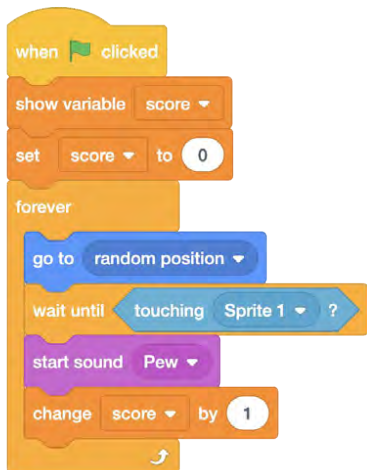 when clicked
show variable score
set score to 0
forever
go to random position
wait until touching Sprite 1 ?
start sound Pew
change score by 1